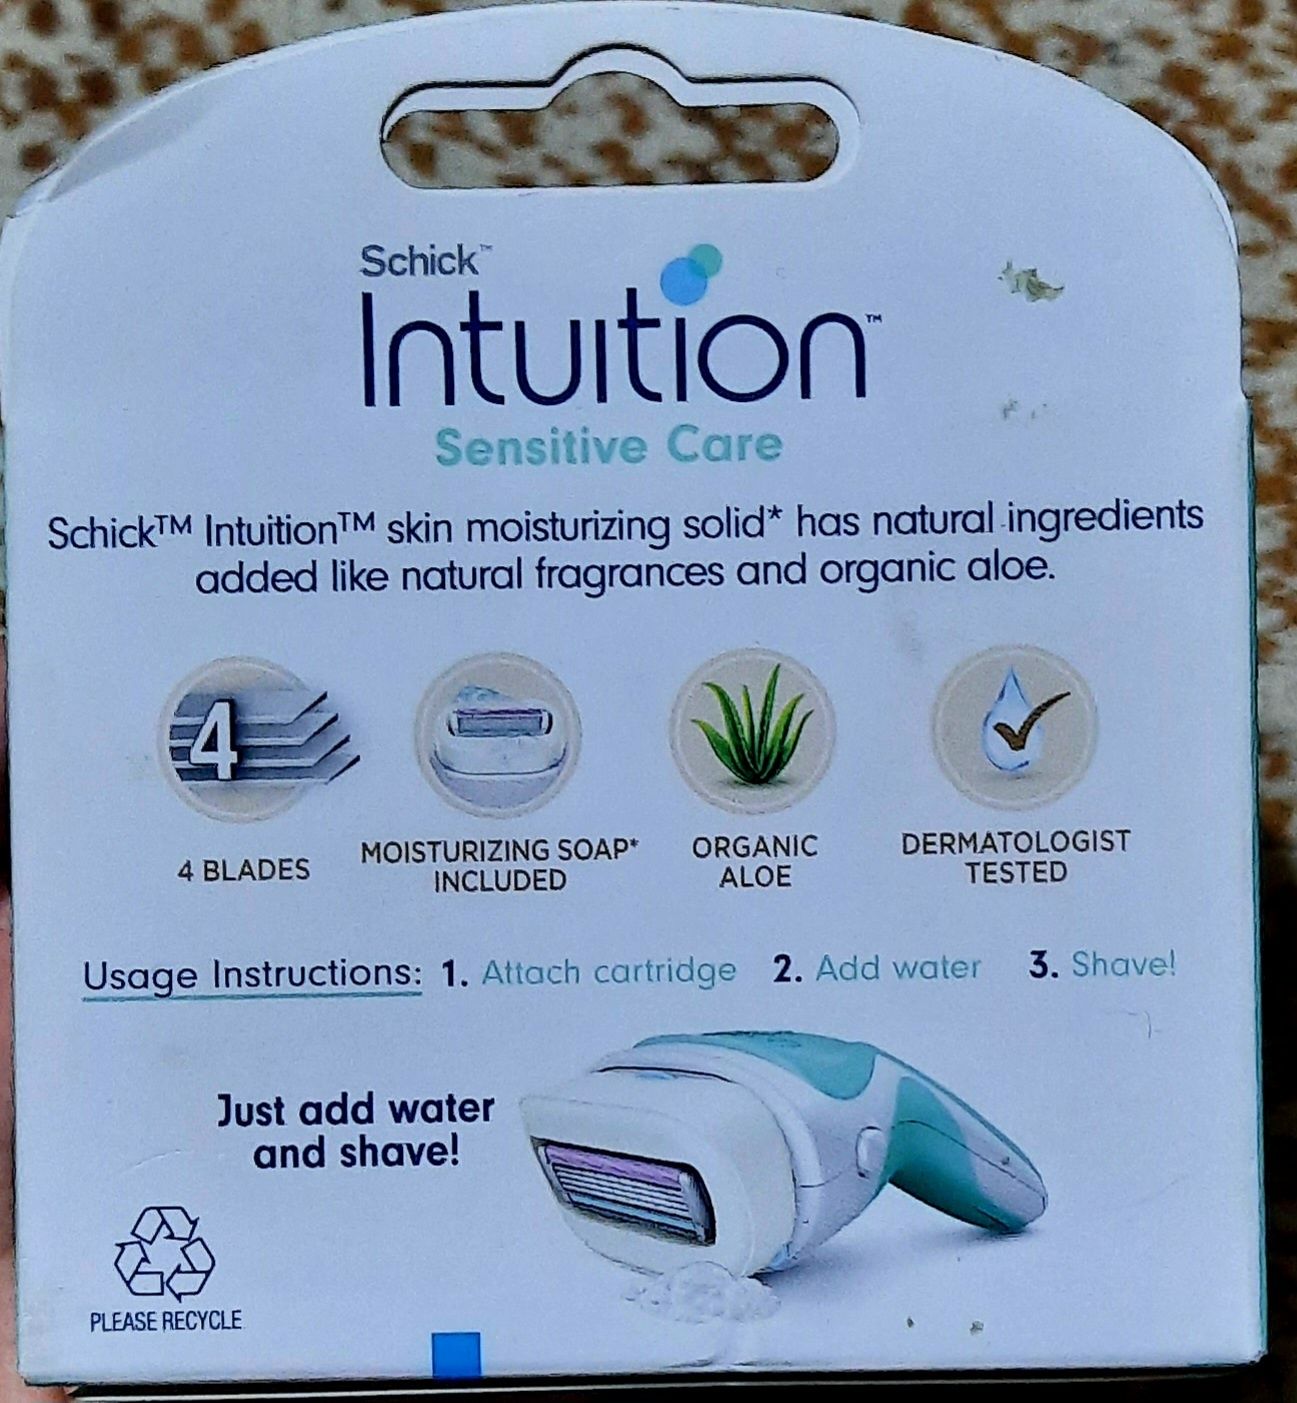 Schick™
Intuition™
Sensitive Care
Schick™ Intuition™ skin moisturizing solid* has natural ingredients
added like natural fragrances and organic aloe.
4
4 BLADES
MOISTURIZING SOAP*
INCLUDED
ORGANIC
ALOE
DERMATOLOGIST
TESTED
Usage Instructions: 1. Attach cartridge 2. Add water 3. Shave!
Just add water
and shave!
PLEASE RECYCLE